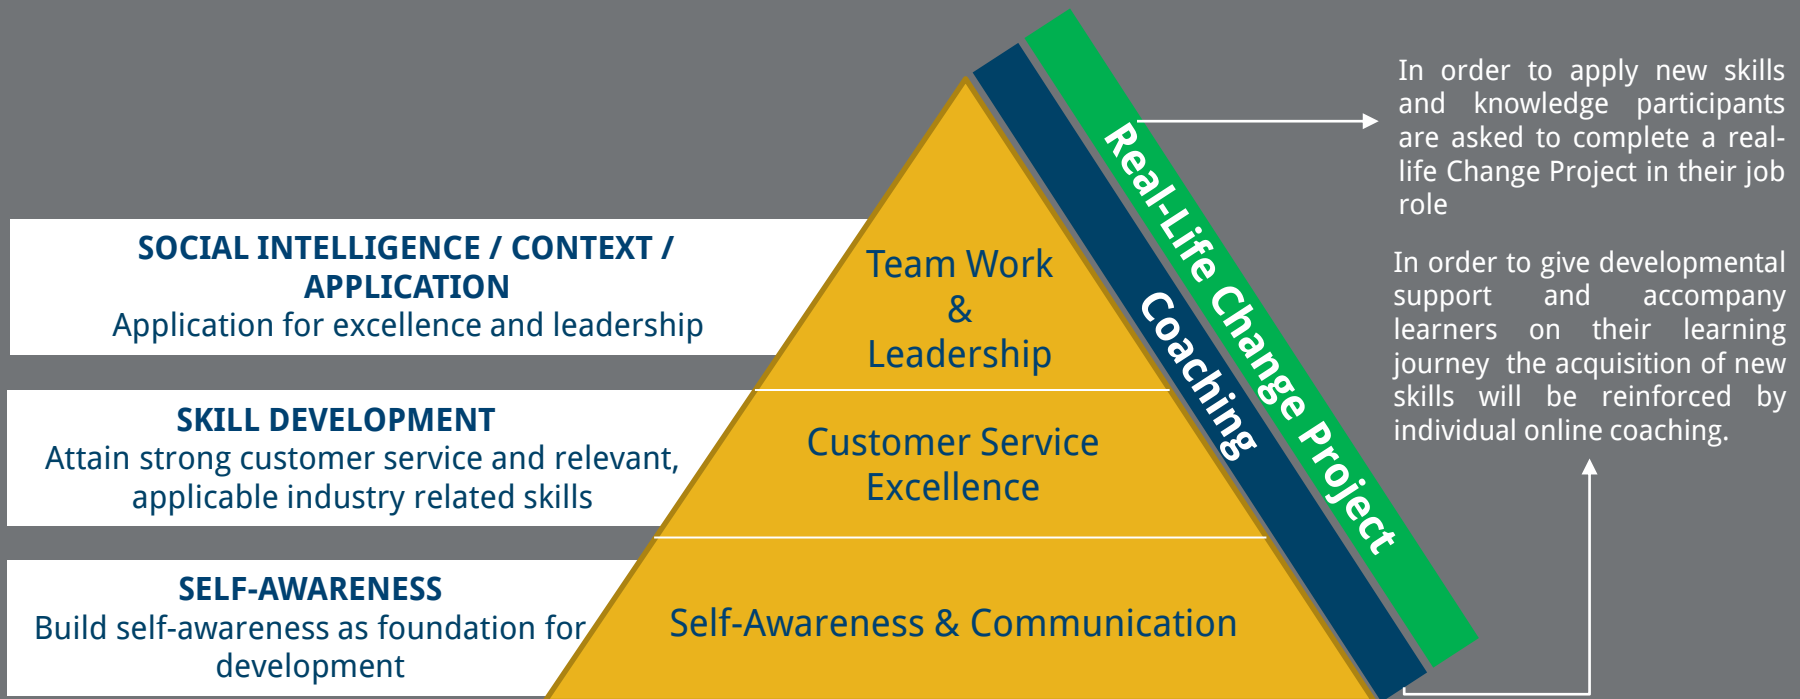 SOCIAL INTELLIGENCE / CONTEXT /
APPLICATION
Application for excellence and leadership
SKILL DEVELOPMENT
Attain strong customer service and relevant,
applicable industry related skills
SELF-AWARENESS
Build self-awareness as foundation for
development
Team Work
&
Leadership
Customer Service
Excellence
Self-Awareness & Communication
Coaching
Real-Life Change Project
In order to apply new skills
and knowledge participants
are asked to complete a real-
life Change Project in their job
role
In order to give developmental
support and accompany
learners on their learning
journey the acquisition of new
skills will be reinforced by
individual online coaching.